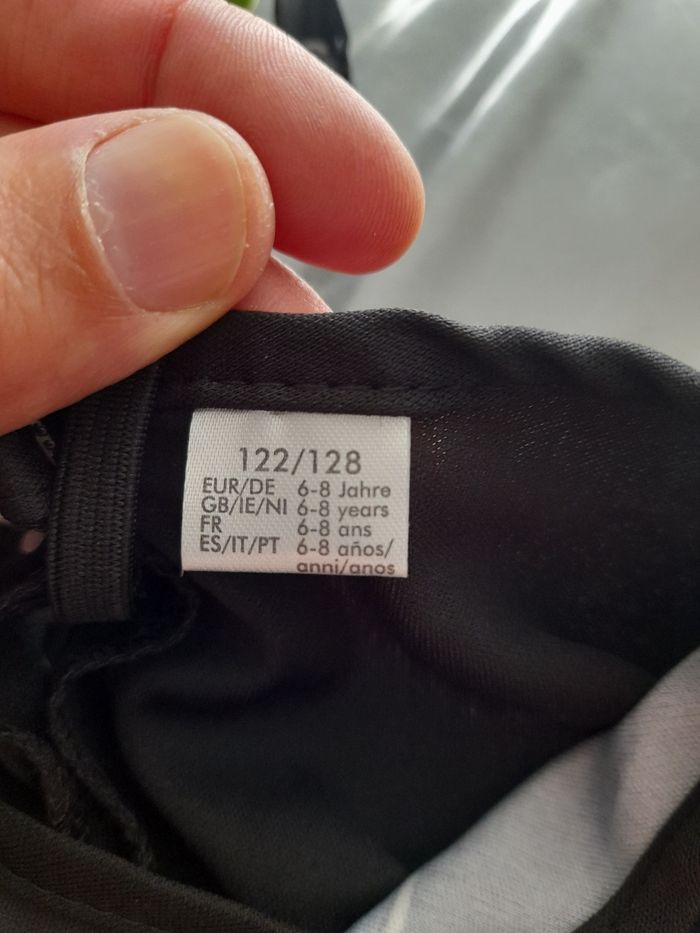 122/128
EUR/DE 6-8 Jahre
GB/IE/NI 6-8 years
FR 6-8 ans
ES/IT/PT 6-8 años/
anni/anos